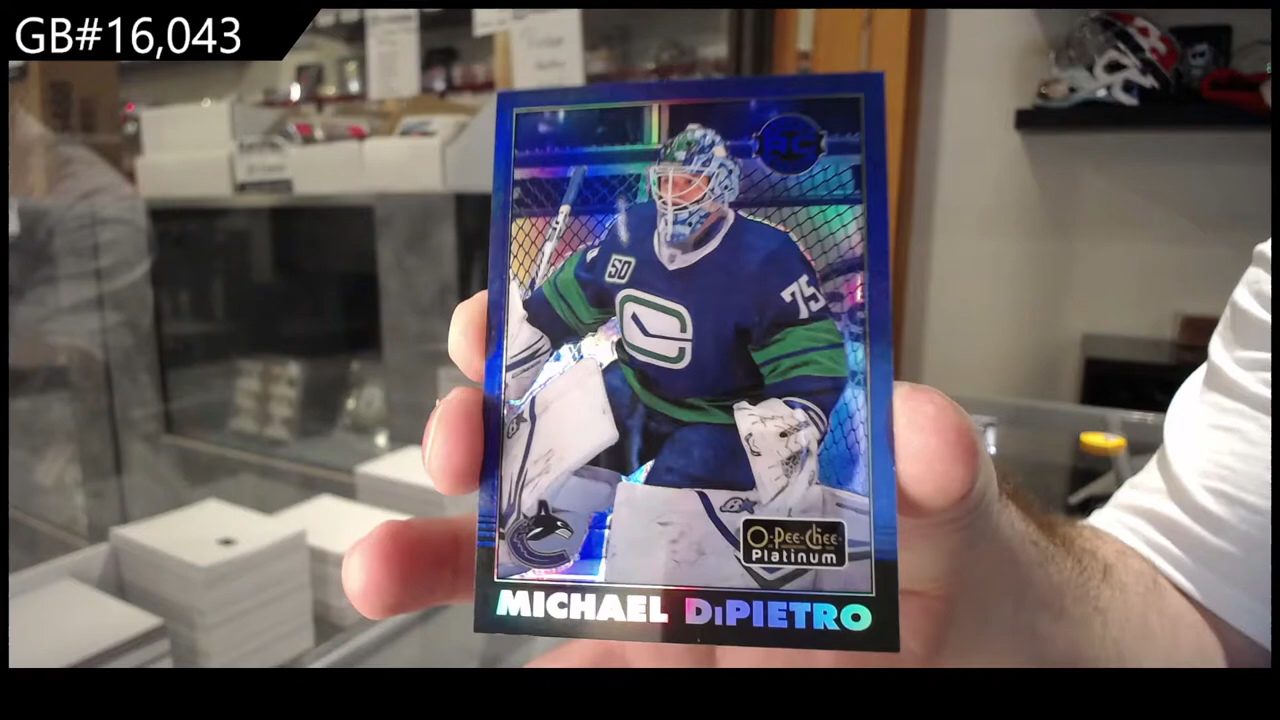 GB#16,043
RC
50
75
O-Pee-Chee
Platinum
MICHAEL DiPIETRO